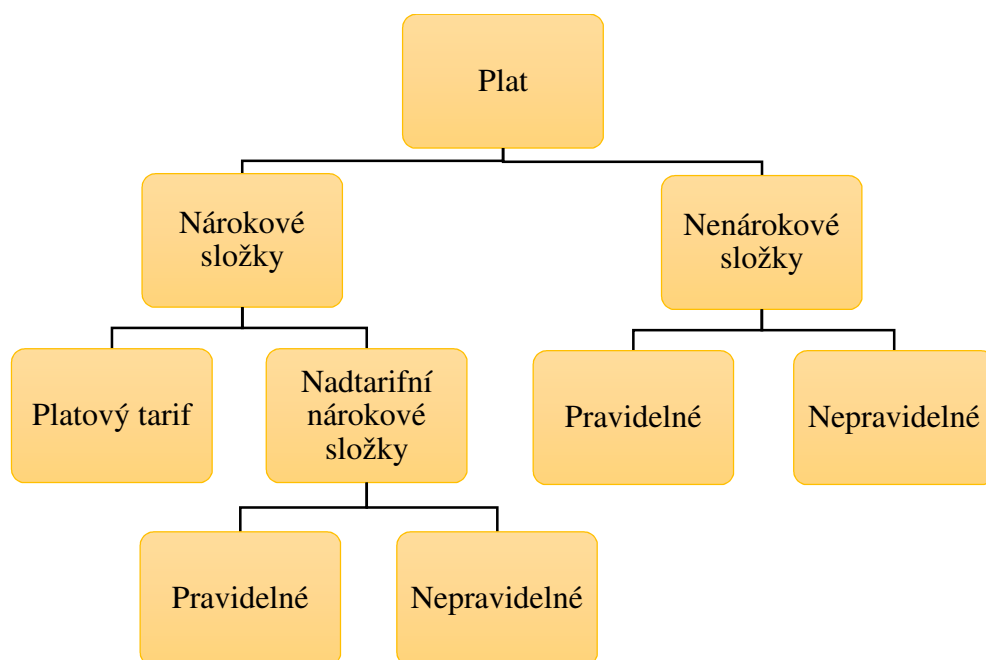 Plat
Nárokové
složky
Nenárokové
složky
Platový tarif
Nadtarifní
nárokové
složky
Pravidelné
Nepravidelné
Pravidelné
Nepravidelné